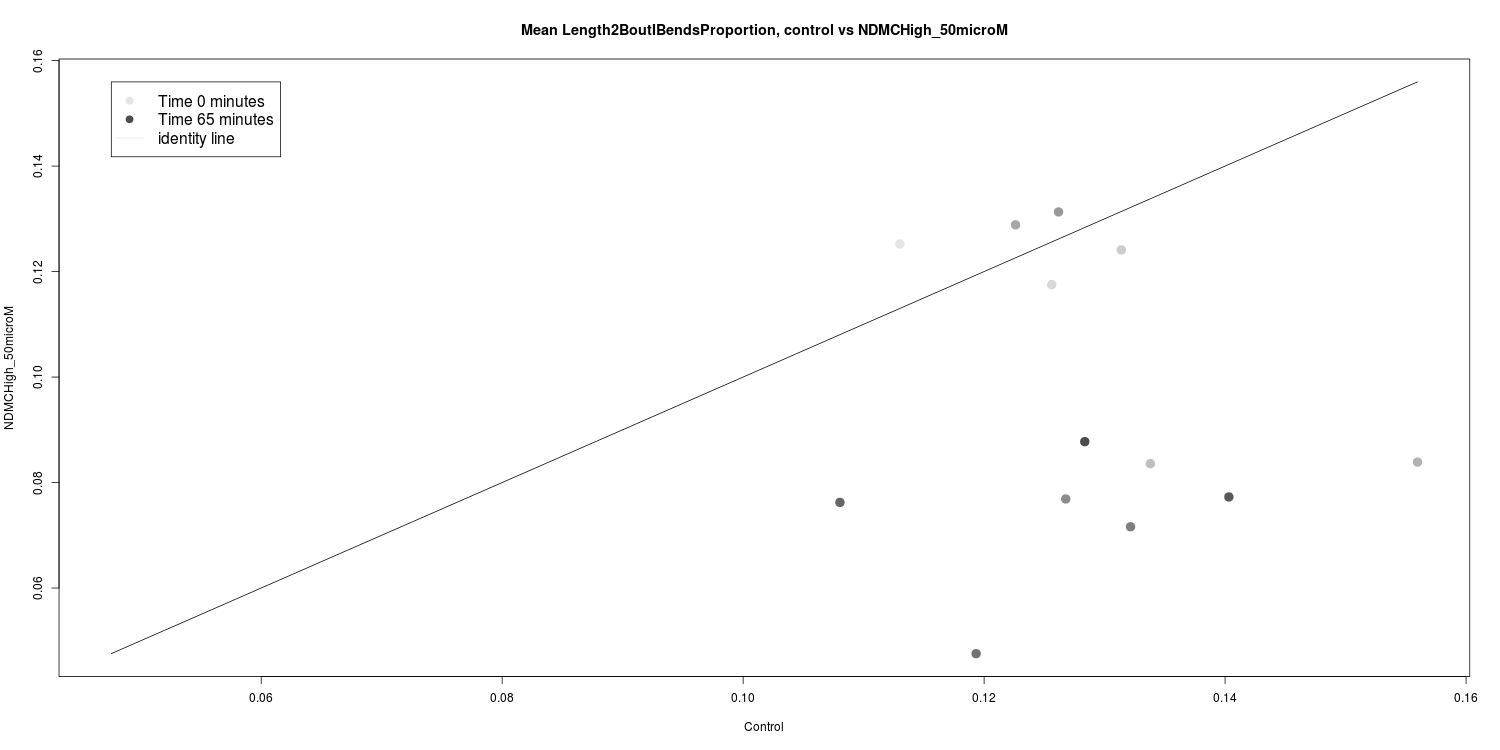 Mean Length2BoutlBendsProportion, control vs NDMCHigh_50microM
Time 0 minutes
Time 65 minutes
identity line
NDMCHigh_50microM
0.16
0.14
0.12
0.10
0.08
0.06
0.06
0.08
0.10
0.12
0.14
0.16
Control